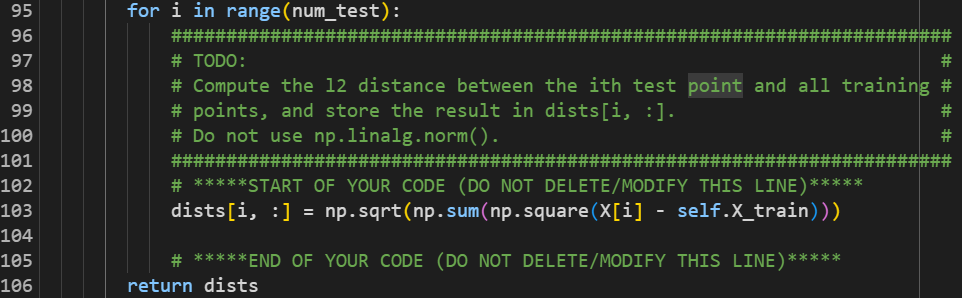 95 for i in range(num_test):
96 #######################################################################
97 # TODO: #
98 # Compute the l2 distance between the ith test point and all training #
99 # points, and store the result in dists[i, :]. #
100 # Do not use np.linalg.norm(). #
101 #######################################################################
102 # *****START OF YOUR CODE (DO NOT DELETE/MODIFY THIS LINE)*****
103 dists[i, :] = np.sqrt(np.sum(np.square(X[i] - self.X_train)))
104
105 # *****END OF YOUR CODE (DO NOT DELETE/MODIFY THIS LINE)*****
106 return dists